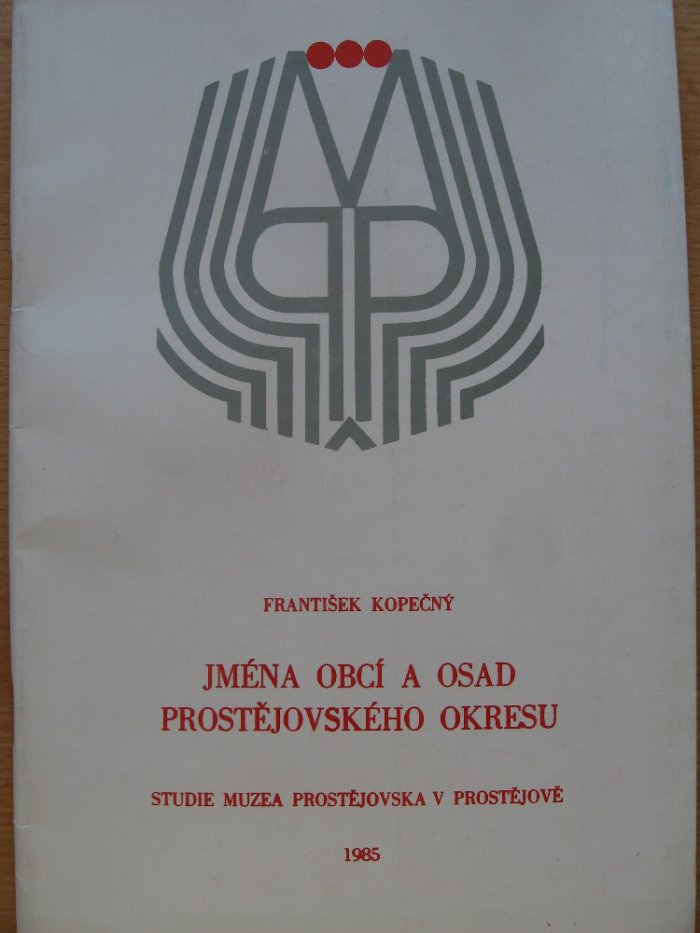 FRANTIŠEK KOPEČNÝ
JMÉNA OBCÍ A OSAD
PROSTĚJOVSKÉHO OKRESU
STUDIE MUZEA PROSTĚJOVSKA V PROSTĚJOVĚ
1985